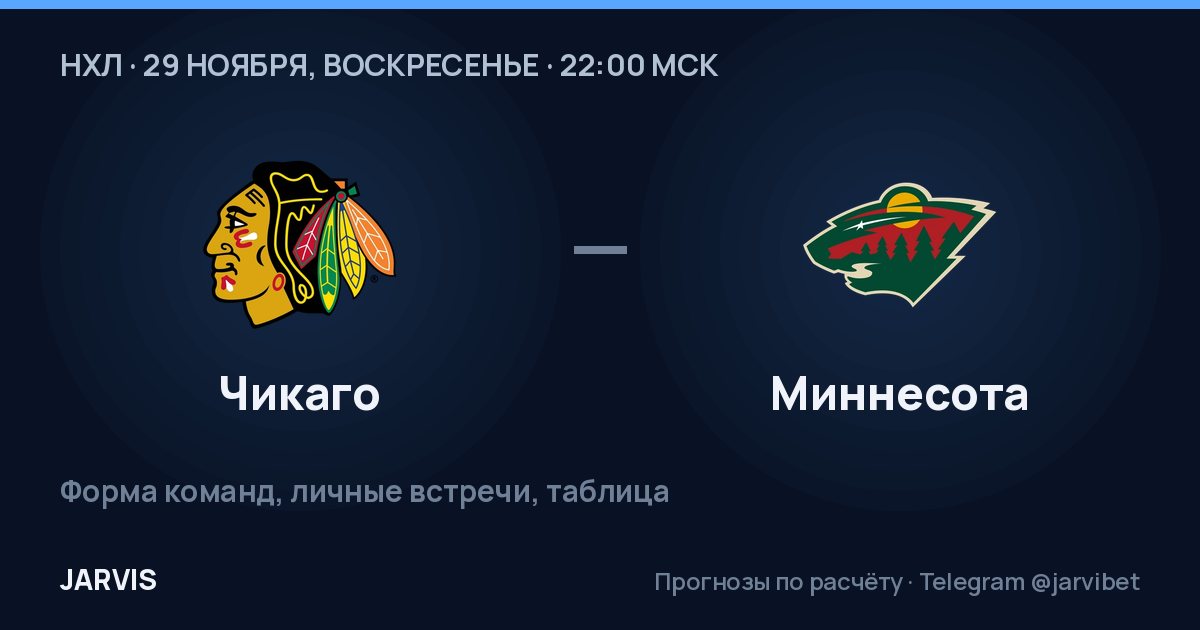 НХЛ · 29 НОЯБРЯ, ВОСКРЕСЕНЬЕ · 22:00 МСК
Чикаго — Миннесота
Форма команд, личные встречи, таблица
JARVIS
Прогнозы по расчёту · Telegram @jarvibet